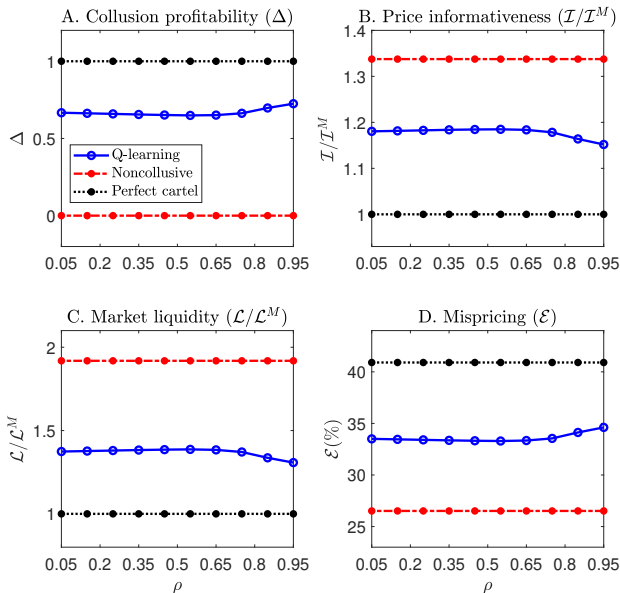 A. Collusion profitability (Δ)
1
0.5
0
Δ
Q-learning
Noncollusive
Perfect cartel
0.05 0.2 0.35 0.5 0.65 0.8 0.95
B. Price informativeness (ℐ/ℐ^M)
1.4
1.3
1.2
1.1
1
ℐ/ℐ^M
0.05 0.2 0.35 0.5 0.65 0.8 0.95
C. Market liquidity (ℒ/ℒ^M)
2
1.5
1
ℒ/ℒ^M
0.05 0.2 0.35 0.5 0.65 0.8 0.95
ρ
D. Mispricing (ℰ)
40
35
30
25
ℰ(%)
0.05 0.2 0.35 0.5 0.65 0.8 0.95
ρ